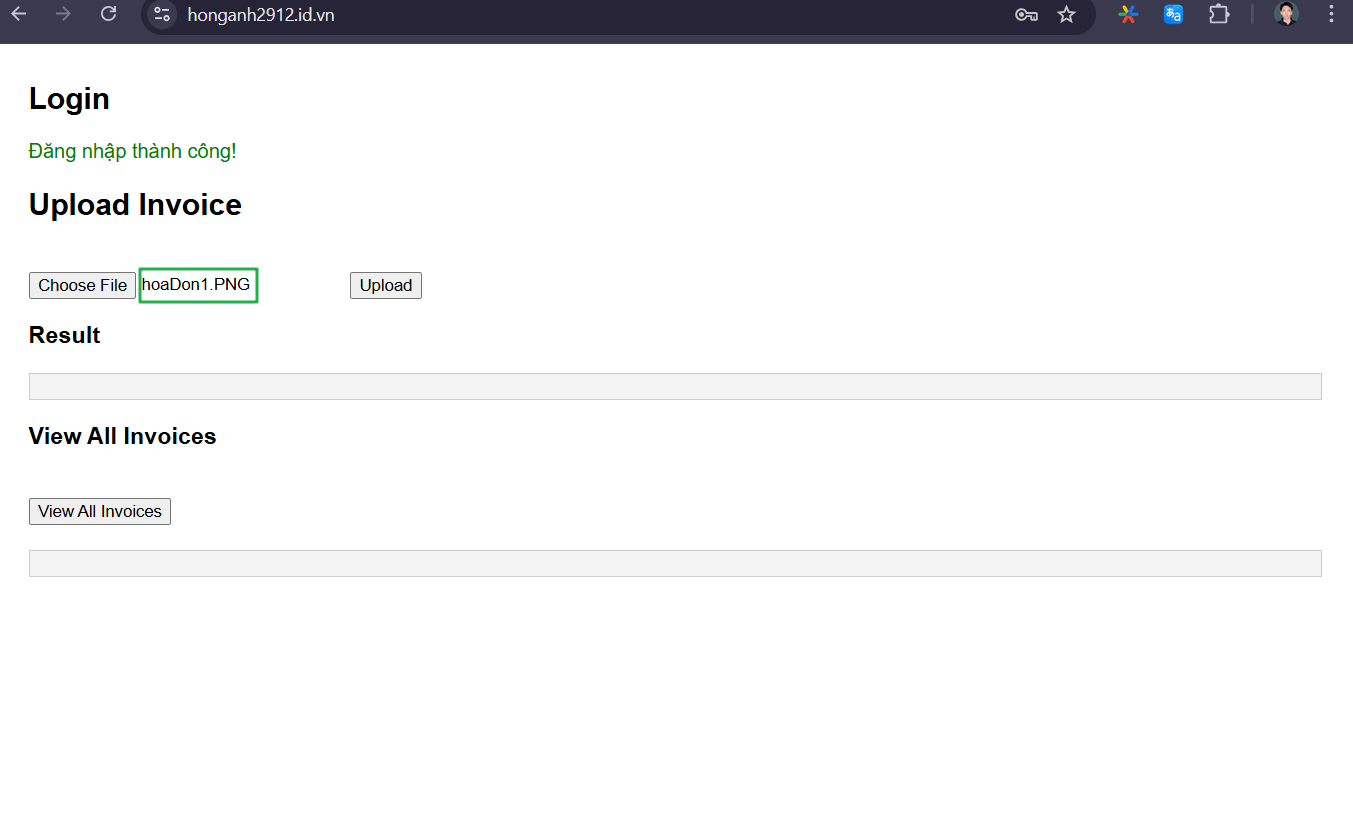 honganh2912.id.vn
Login
Đăng nhập thành công!
Upload Invoice
Choose File hoaDon1.PNG Upload
Result
View All Invoices
View All Invoices